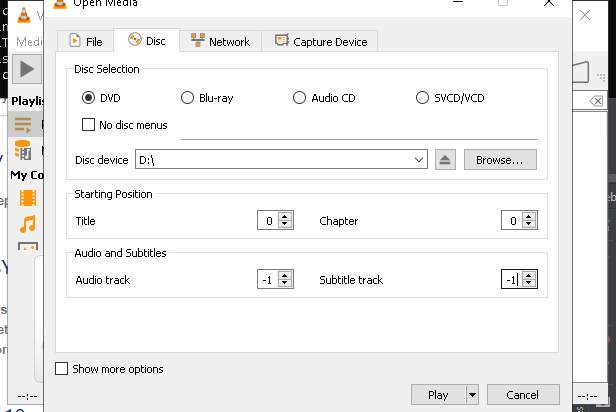 Open Media
V
Medi
File
Disc
Network
Capture Device
Disc Selection
DVD
Blu-ray
Audio CD
SVCD/VCD
Playlis
No disc menus
Disc device
D:\
Browse...
My Co
Starting Position
Title
0
Chapter
0
Audio and Subtitles
Audio track
-1
Subtitle track
-1
Show more options
--:--
Play
Cancel
--:--